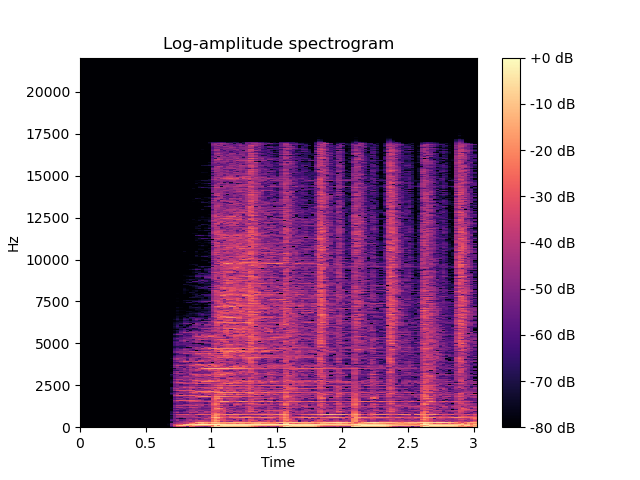 Log-amplitude spectrogram
20000
17500
15000
12500
10000
7500
5000
2500
0
Hz
0 0.5 1 1.5 2 2.5 3
Time
+0 dB
-10 dB
-20 dB
-30 dB
-40 dB
-50 dB
-60 dB
-70 dB
-80 dB